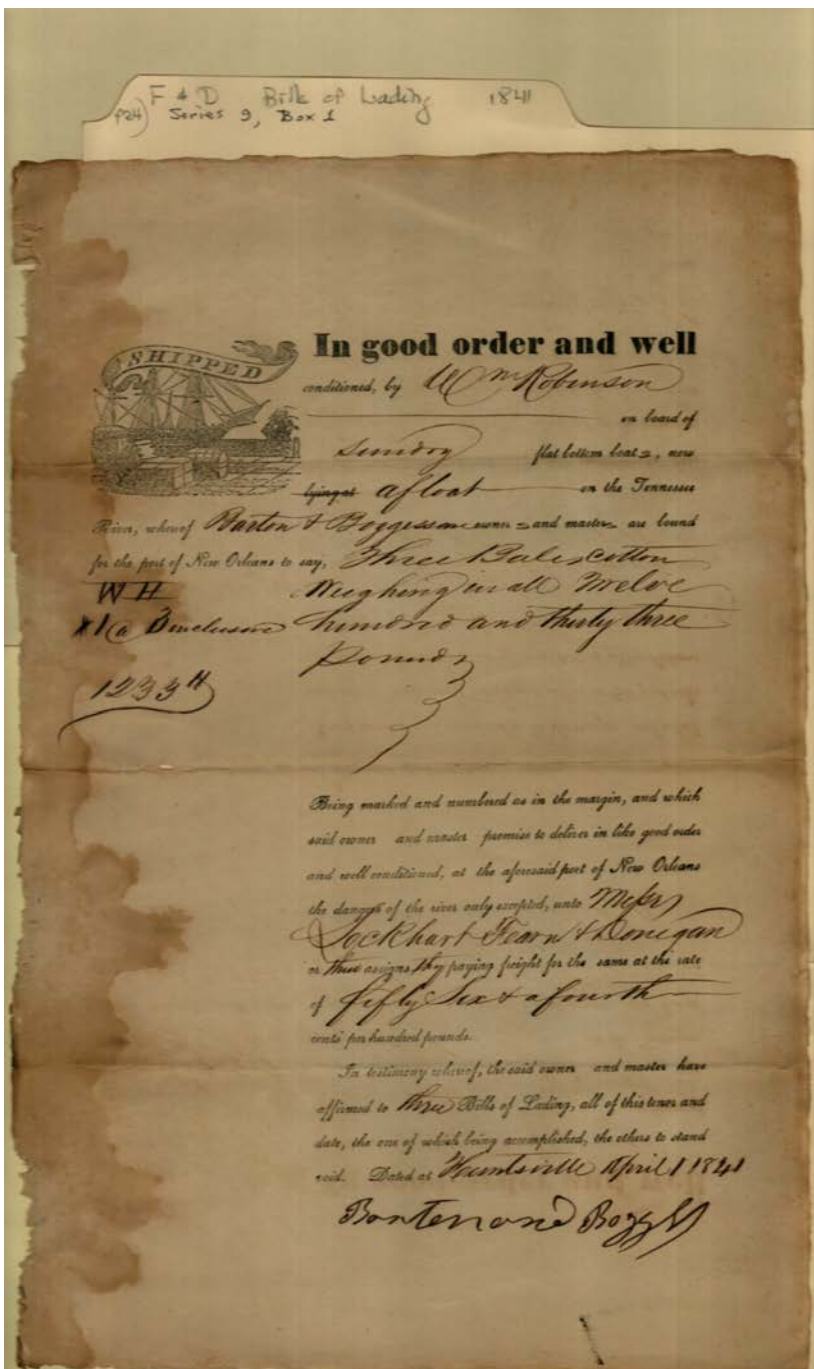 F & D Bills of Lading 1841
P24) Series 9, Box 1
SHIPPED
In good order and well
conditioned, by Wm Robinson
on board of
sundry flat bottom boats, now
lying at afloat on the Tennessee
River, whereof Barton & Boggess are owners and masters are bound
for the port of New Orleans to say, Three Bales cotton
WH Weighing in all Twelve
#1 @ 3 inclusive hundred and thirty three
Pounds
1233
Being marked and numbered as in the margin, and which
said owner and master promise to deliver in like good order
and well conditioned, at the aforesaid port of New Orleans
the dangers of the river only excepted, unto Messrs
Lockhart Fearn & Donegan
or their assigns they paying freight for the same at the rate
of fifty Six & a fourth
cents per hundred pounds.
In testimony whereof, the said owner and master have
affirmed to three Bills of Lading, all of this tenor and
date, the one of which being accomplished, the others to stand
void. Dated at Huntsville April 1 1841
Barton and Boggess